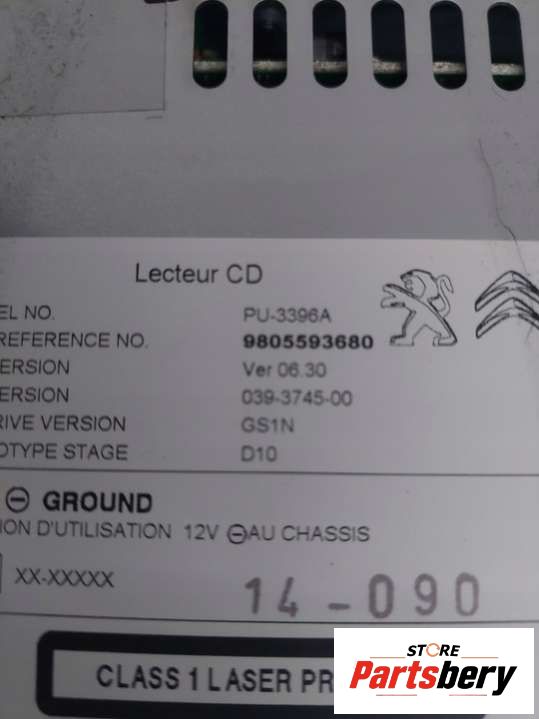 Lecteur CD
EL NO. PU-3396A
REFERENCE NO. 9805593680
ERSION Ver 06.30
ERSION 039-3745-00
RIVE VERSION GS1N
OTYPE STAGE D10
⊖ GROUND
ION D'UTILISATION 12V ⊖AU CHASSIS
XX-XXXXX
14-090
CLASS 1 LASER PR
STORE
Partsbery